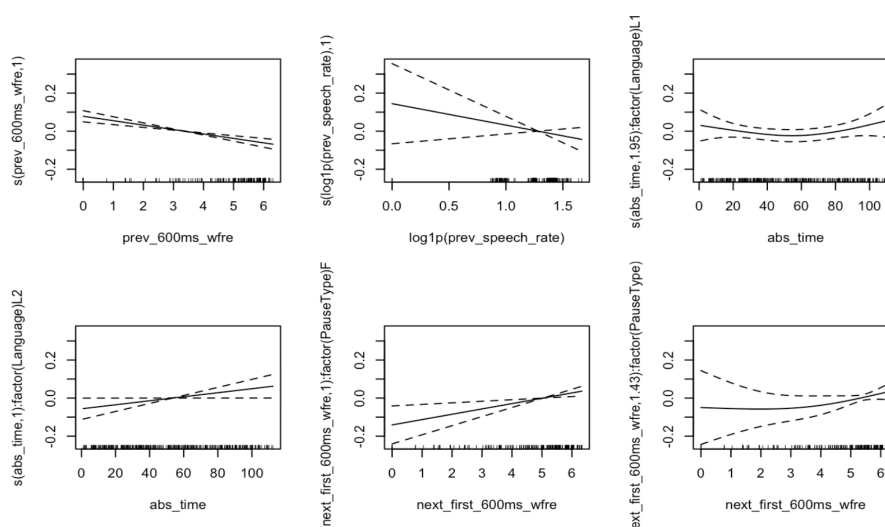 s(prev_600ms_wfre,1)
0.2
0.0
-0.2
0 1 2 3 4 5 6
prev_600ms_wfre
s(log1p(prev_speech_rate),1)
0.2
0.0
-0.2
0.0 0.5 1.0 1.5
log1p(prev_speech_rate)
s(abs_time,1.95):factor(Language)L1
0.2
0.0
-0.2
0 20 40 60 80 100
abs_time
s(abs_time,1):factor(Language)L2
0.2
0.0
-0.2
0 20 40 60 80 100
abs_time
next_first_600ms_wfre,1):factor(PauseType)F
0.2
0.0
-0.2
0 1 2 3 4 5 6
next_first_600ms_wfre
ext_first_600ms_wfre,1.43):factor(PauseType)
0.2
0.0
-0.2
0 1 2 3 4 5 6
next_first_600ms_wfre